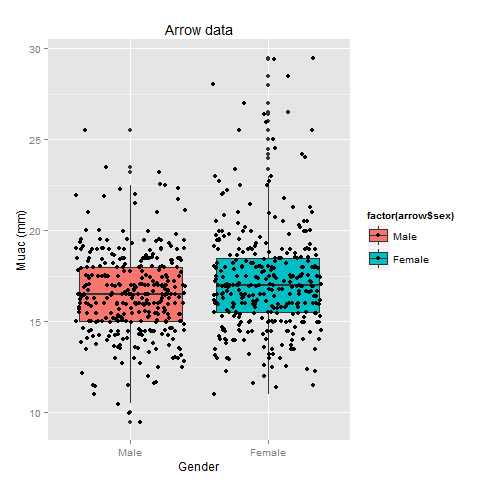 Arrow data
30
25
20
15
10
Muac (mm)
Male
Female
Gender
factor(arrow$sex)
Male
Female